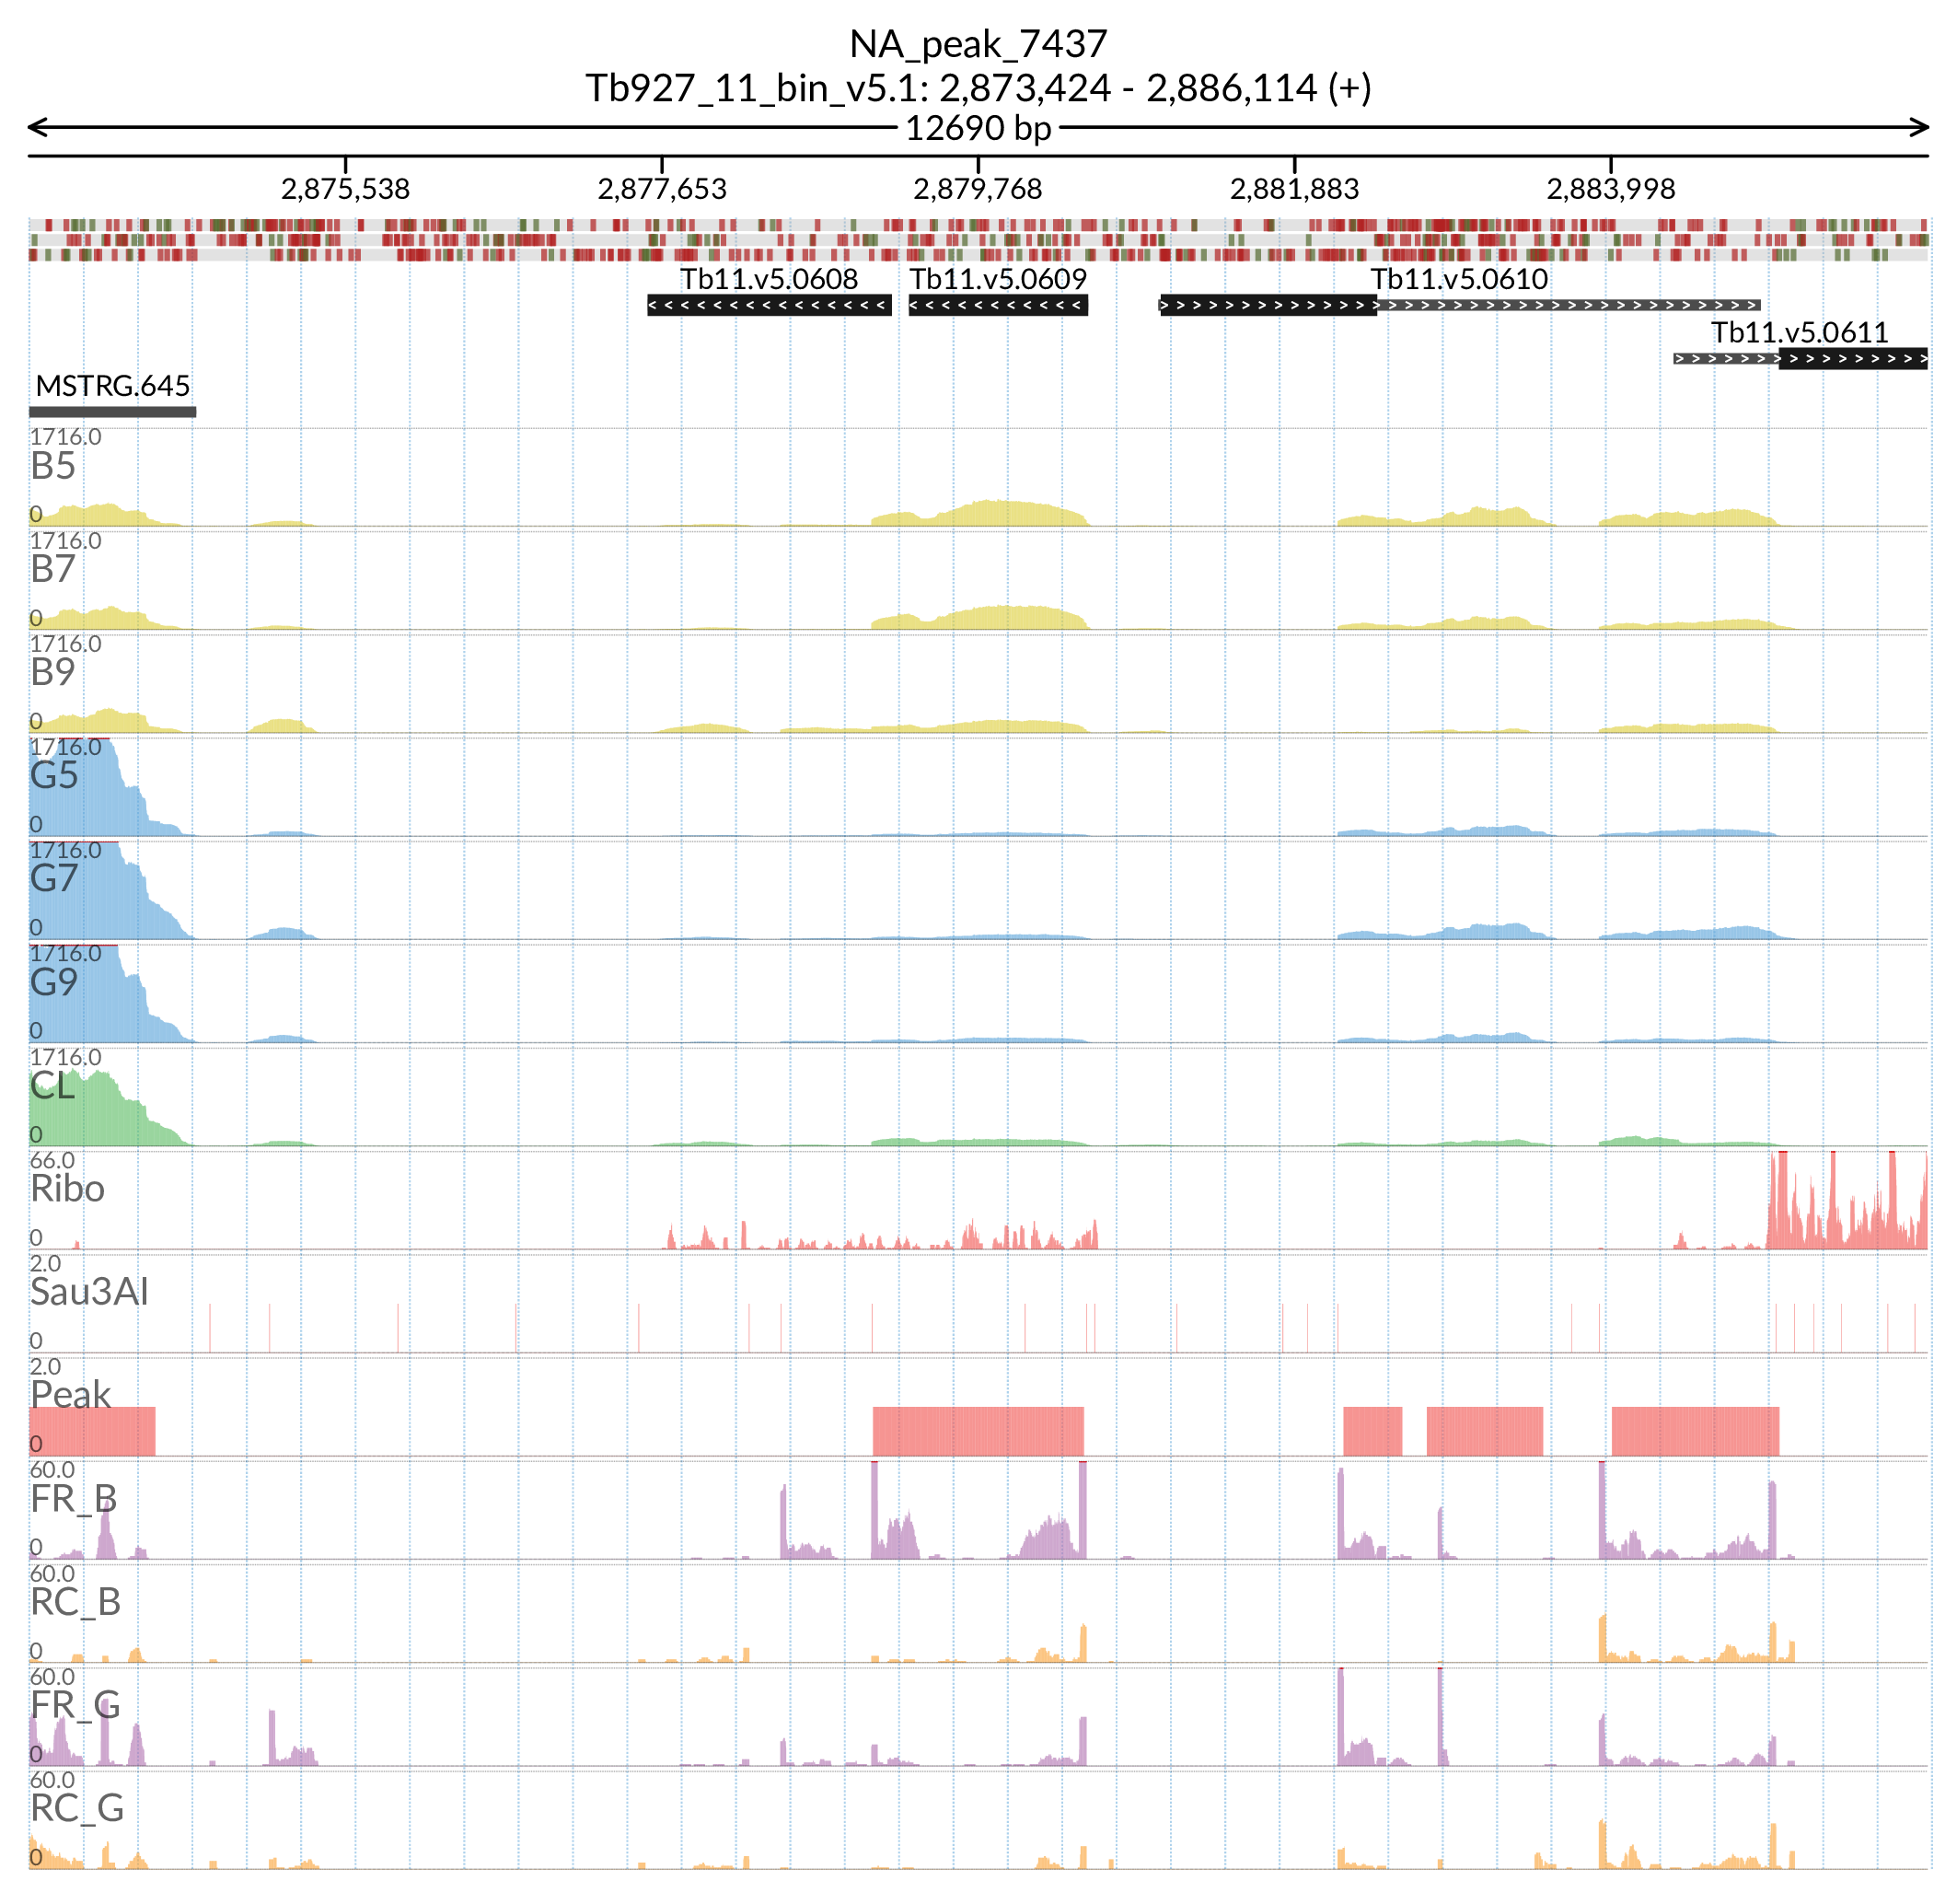 NA_peak_7437
Tb927_11_bin_v5.1: 2,873,424 - 2,886,114 (+)
12690 bp
2,875,538 2,877,653 2,879,768 2,881,883 2,883,998
Tb11.v5.0608 Tb11.v5.0609 Tb11.v5.0610
Tb11.v5.0611
MSTRG.645
1716.0
B5
0
1716.0
B7
0
1716.0
B9
0
1716.0
G5
0
1716.0
G7
0
1716.0
G9
0
1716.0
CL
0
66.0
Ribo
0
2.0
Sau3AI
0
2.0
Peak
0
60.0
FR_B
0
60.0
RC_B
0
60.0
FR_G
0
60.0
RC_G
0